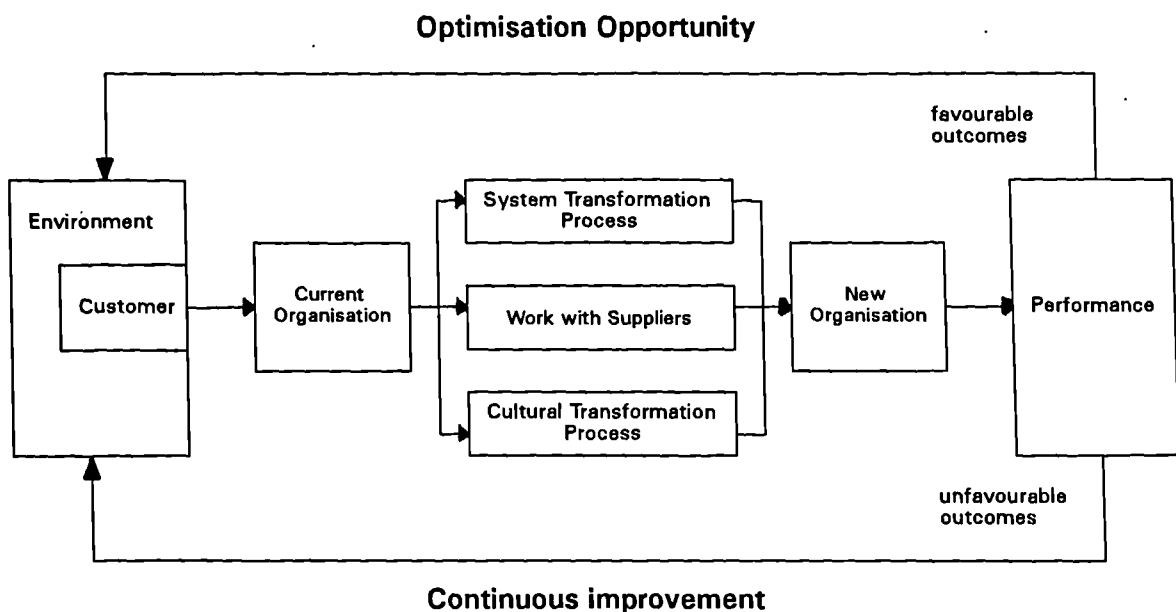 Optimisation Opportunity
favourable
outcomes
Environment
Customer
Current
Organisation
System Transformation
Process
Work with Suppliers
Cultural Transformation
Process
New
Organisation
Performance
unfavourable
outcomes
Continuous improvement